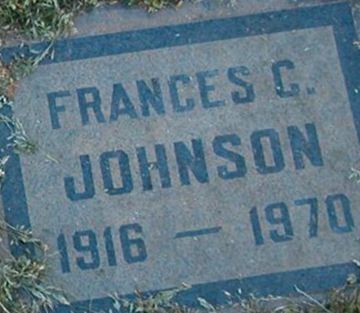 FRANCES C.
JOHNSON
1916 — 1970